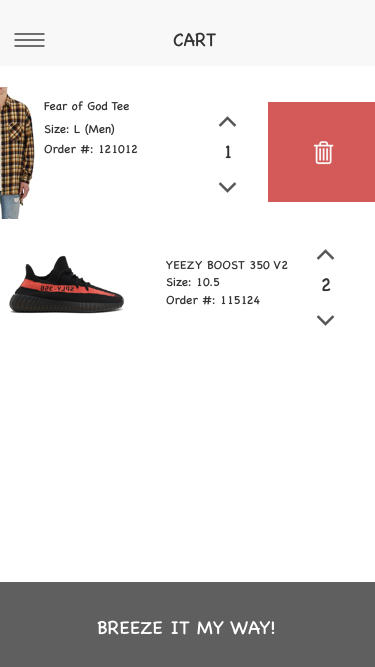 CART
Fear of God Tee
Size: L (Men)
Order #: 121012
1
YEEZY BOOST 350 V2
Size: 10.5
Order #: 115124
2
BREEZE IT MY WAY!